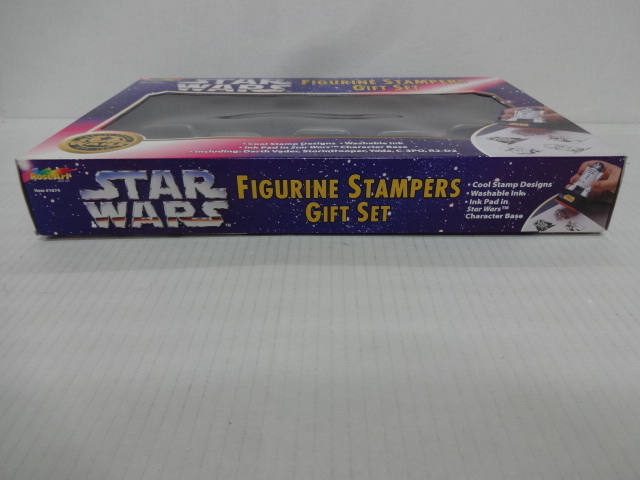 STAR
WARS
FIGURINE STAMPERS
GIFT SET
• Cool Stamp Designs • Washable Ink
• Ink Pad in Star Wars™ Character Base
• Including: Darth Vader, Stormtrooper, Yoda, C-3PO, R2-D2
ROSEART
STAR
WARS
™
FIGURINE STAMPERS
GIFT SET
• Cool Stamp Designs
• Washable Ink
• Ink Pad in
Star Wars™
Character Base